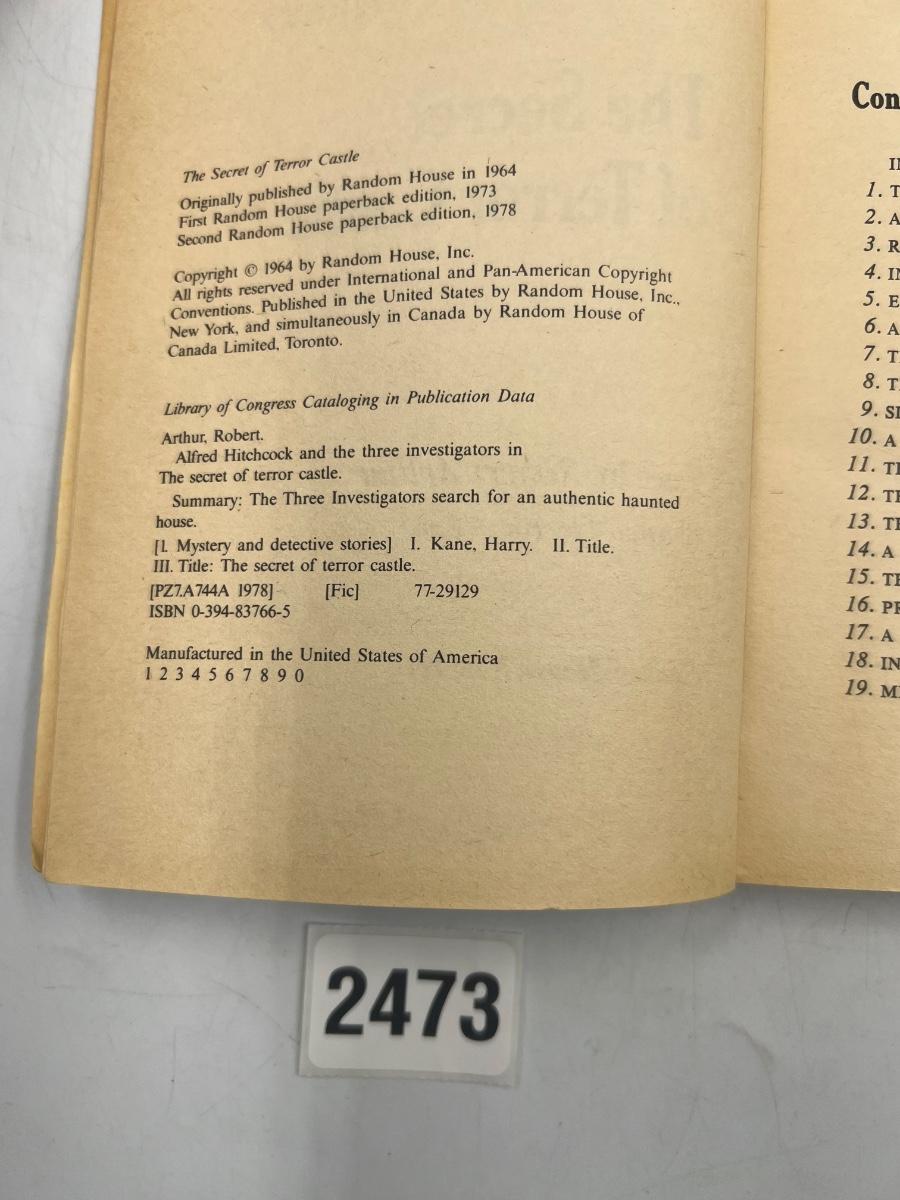 The Secret of Terror Castle
Originally published by Random House in 1964
First Random House paperback edition, 1973
Second Random House paperback edition, 1978
Copyright © 1964 by Random House, Inc.
All rights reserved under International and Pan-American Copyright
Conventions. Published in the United States by Random House, Inc.,
New York, and simultaneously in Canada by Random House of
Canada Limited, Toronto.
Library of Congress Cataloging in Publication Data
Arthur, Robert.
Alfred Hitchcock and the three investigators in
The secret of terror castle.
Summary: The Three Investigators search for an authentic haunted
house.
[1. Mystery and detective stories] I. Kane, Harry. II. Title.
III. Title: The secret of terror castle.
[PZ7.A744A 1978] [Fic] 77-29129
ISBN 0-394-83766-5
Manufactured in the United States of America
1 2 3 4 5 6 7 8 9 0
Con
1. T
2. A
3. R
4. IN
5. E
6. A
7. T
8. T
9. SI
10. A
11. T
12. TE
13. T
14. A
15. TE
16. PR
17. A
18. IN
19. M
2473